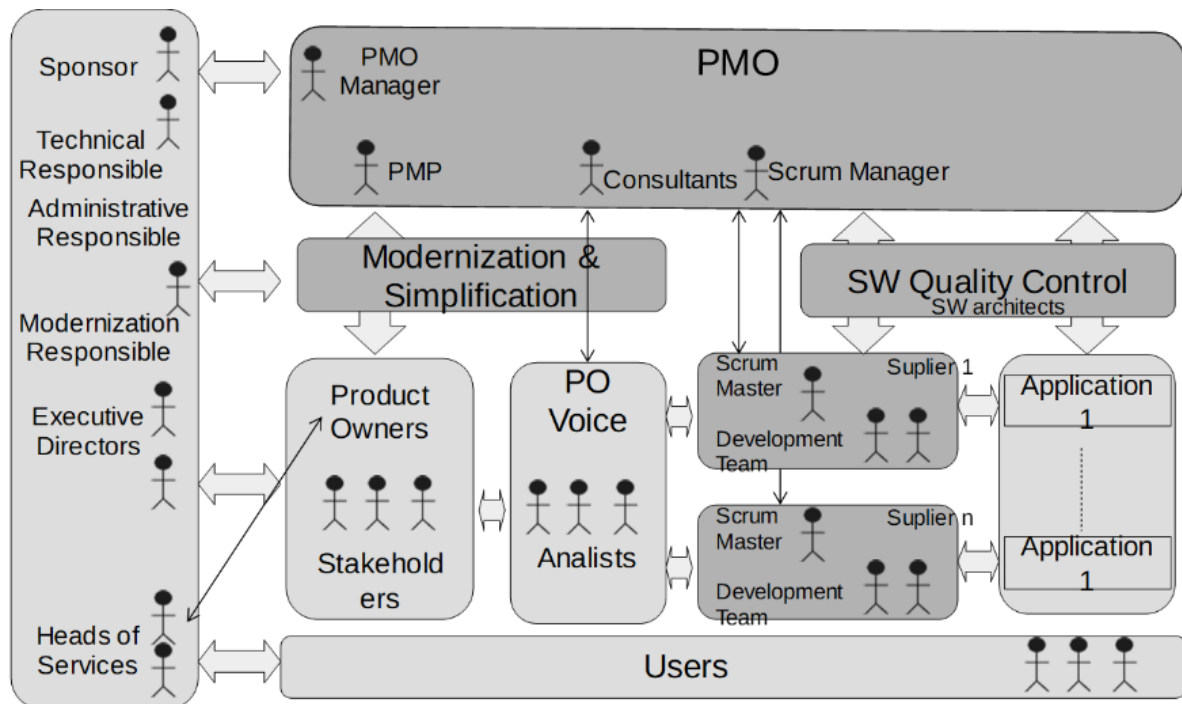 Sponsor
Technical
Responsible
Administrative
Responsible
Modernization
Responsible
Executive
Directors
Heads of
Services
PMO
Manager
PMO
PMP
Consultants
Scrum Manager
Modernization &
Simplification
SW Quality Control
SW architects
Product
Owners
Stakehold
ers
PO
Voice
Analists
Scrum
Master
Suplier 1
Development
Team
Scrum
Master
Suplier n
Development
Team
Application
1
Application
1
Users